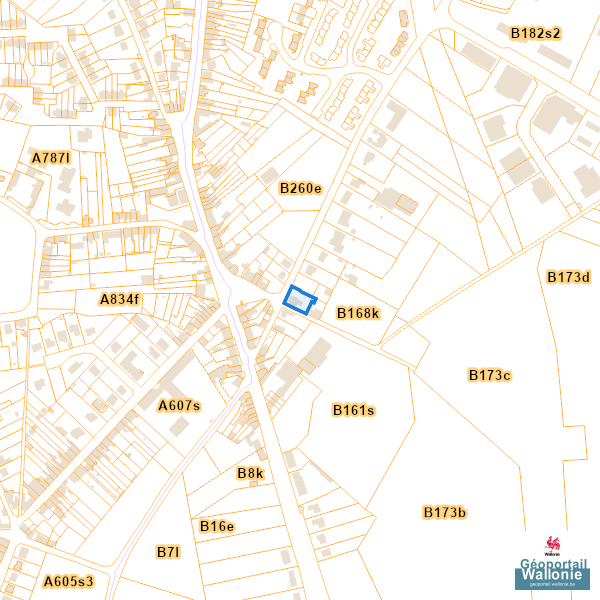 B182s2
A787l
B260e
B173d
A834f
B168k
B173c
A607s
B161s
B8k
B173b
B16e
B7l
A605s3
Wallonie
Géoportail
Wallonie
geoportail.wallonie.be